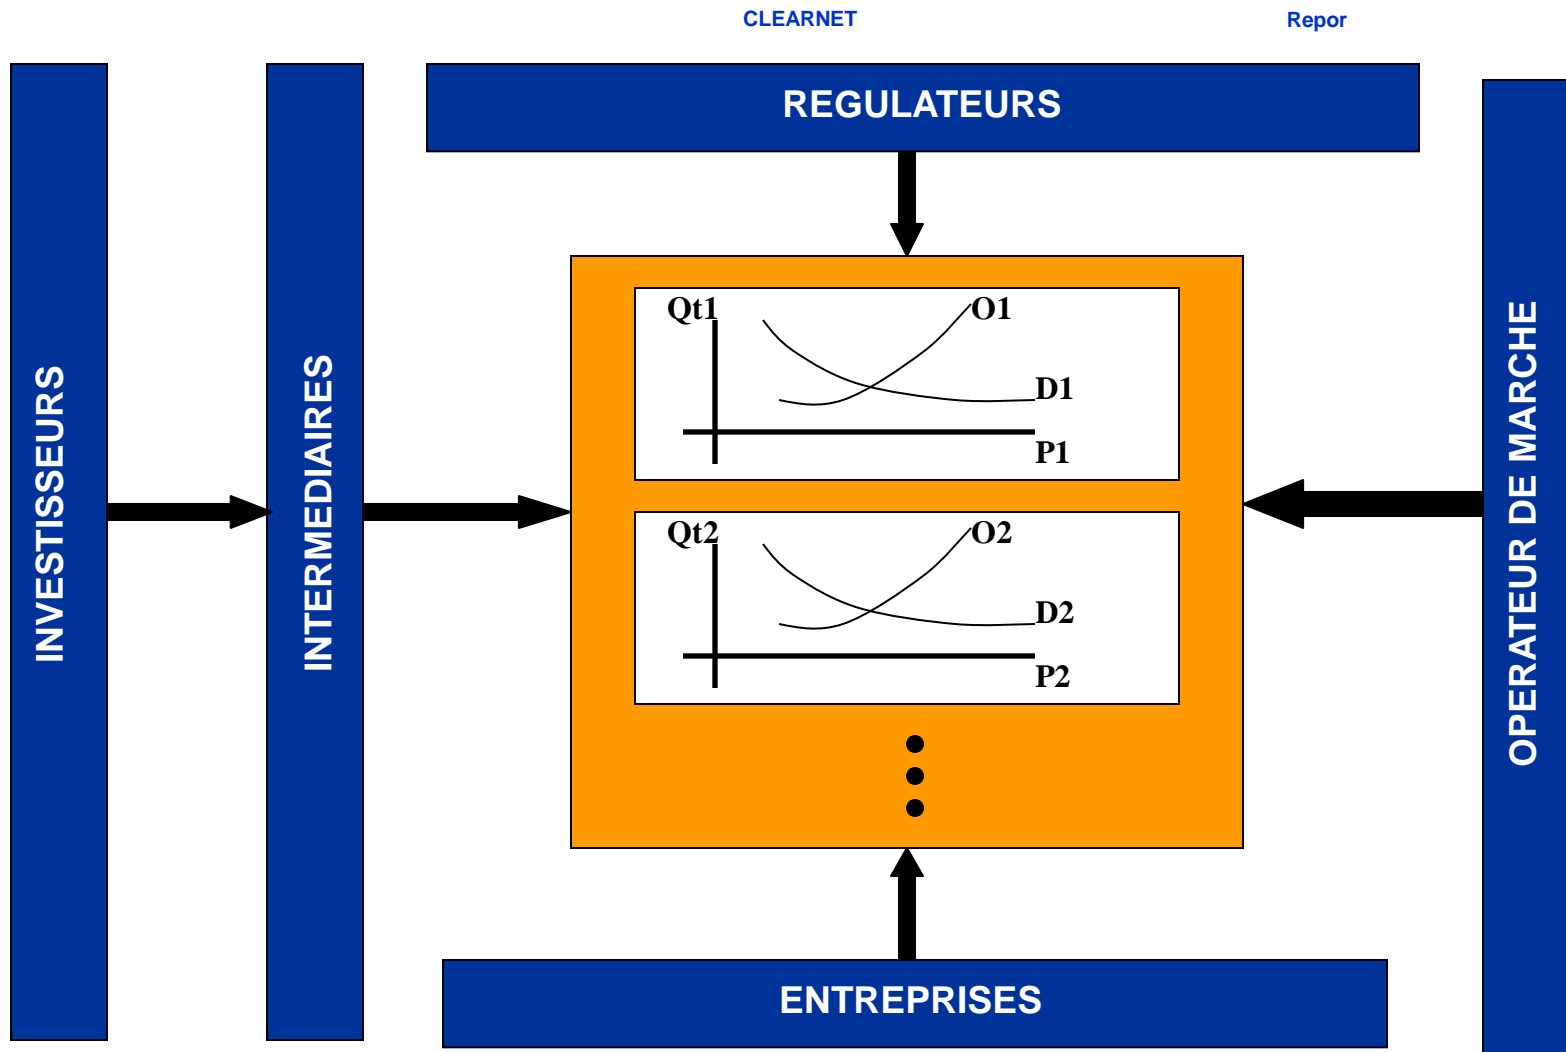 CLEARNET
Repor
REGULATEURS
INVESTISSEURS
INTERMEDIAIRES
Qt1
O1
D1
P1
Qt2
O2
D2
P2
OPERATEUR DE MARCHE
ENTREPRISES